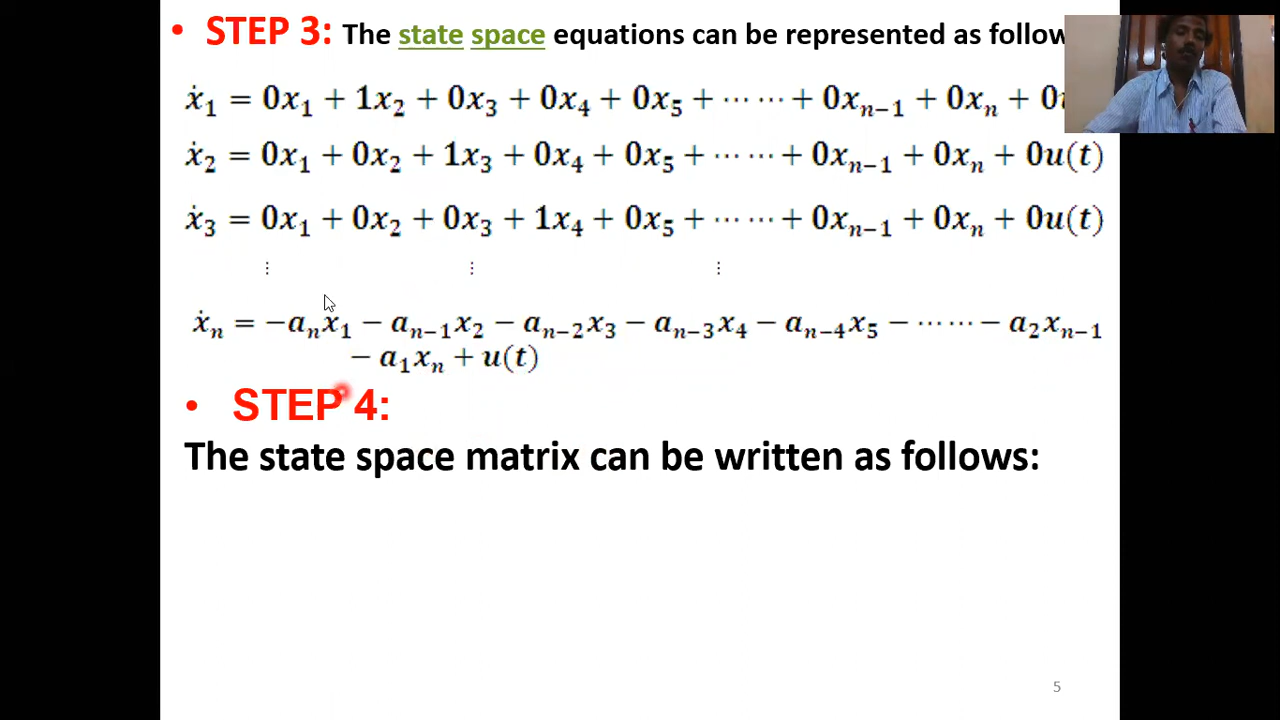 • STEP 3: The state space equations can be represented as follow
ẋ₁ = 0x₁ + 1x₂ + 0x₃ + 0x₄ + 0x₅ + ⋯ ⋯ + 0xₙ₋₁ + 0xₙ + 0
ẋ₂ = 0x₁ + 0x₂ + 1x₃ + 0x₄ + 0x₅ + ⋯ ⋯ + 0xₙ₋₁ + 0xₙ + 0u(t)
ẋ₃ = 0x₁ + 0x₂ + 0x₃ + 1x₄ + 0x₅ + ⋯ ⋯ + 0xₙ₋₁ + 0xₙ + 0u(t)
⋮ ⋮ ⋮
ẋₙ = −aₙx₁ − aₙ₋₁x₂ − aₙ₋₂x₃ − aₙ₋₃x₄ − aₙ₋₄x₅ − ⋯ ⋯ − a₂xₙ₋₁
− a₁xₙ + u(t)
• STEP 4:
The state space matrix can be written as follows:
5